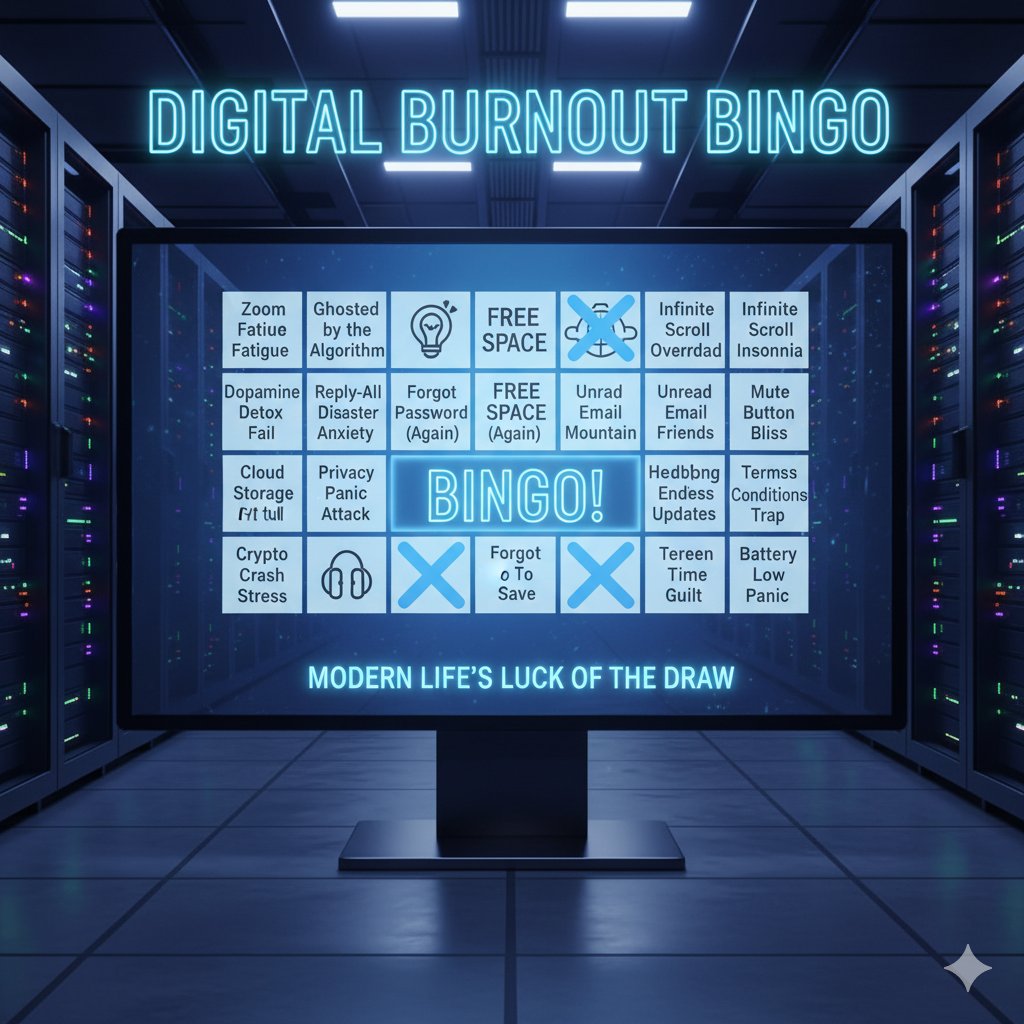 DIGITAL BURNOUT BINGO
Zoom
Fatiue
Fatigue
Ghosted
by the
Algorithm
FREE
SPACE
Infinite
Scroll
Overrdad
Infinite
Scroll
Insonnia
Dopamine
Detox
Fail
Reply-All
Disaster
Anxiety
Forgot
Password
(Again)
FREE
SPACE
(Again)
Unrad
Email
Mountain
Unread
Email
Friends
Mute
Button
Bliss
Cloud
Storage
Privacy
Panic
Attack
BINGO!
Hedbbng
Endess
Updates
Termss
Conditions
Trap
Crypto
Crash
Stress
Forgot
o To
Save
Tereen
Time
Guilt
Battery
Low
Panic
MODERN LIFE'S LUCK OF THE DRAW